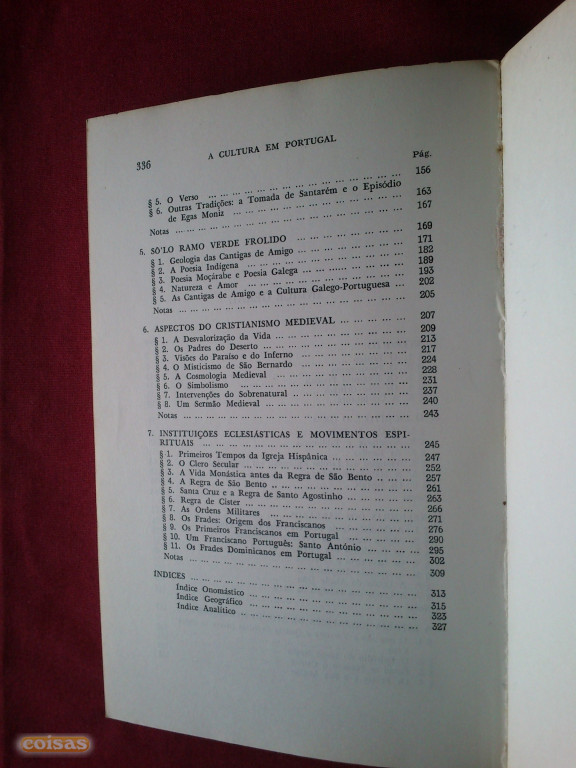 336 A CULTURA EM PORTUGAL
Pág.
§ 5. O Verso ... 156
§ 6. Outras Tradições: a Tomada de Santarém e o Episódio
de Egas Moniz ... 163
Notas ... 167
5. SÔ'LO RAMO VERDE FROLIDO ... 169
§ 1. Geologia das Cantigas de Amigo ... 171
§ 2. A Poesia Indígena ... 182
§ 3. Poesia Moçárabe e Poesia Galega ... 189
§ 4. Natureza e Amor ... 193
§ 5. As Cantigas de Amigo e a Cultura Galego-Portuguesa ... 202
Notas ... 205
6. ASPECTOS DO CRISTIANISMO MEDIEVAL ... 207
§ 1. A Desvalorização da Vida ... 209
§ 2. Os Padres do Deserto ... 213
§ 3. Visões do Paraíso e do Inferno ... 217
§ 4. O Misticismo de São Bernardo ... 224
§ 5. A Cosmologia Medieval ... 228
§ 6. O Simbolismo ... 231
§ 7. Intervenções do Sobrenatural ... 237
§ 8. Um Sermão Medieval ... 240
Notas ... 243
7. INSTITUIÇÕES ECLESIÁSTICAS E MOVIMENTOS ESPI-
RITUAIS ... 245
§ 1. Primeiros Tempos da Igreja Hispânica ... 247
§ 2. O Clero Secular ... 252
§ 3. A Vida Monástica antes da Regra de São Bento ... 257
§ 4. A Regra de São Bento ... 261
§ 5. Santa Cruz e a Regra de Santo Agostinho ... 263
§ 6. Regra de Cister ... 266
§ 7. As Ordens Militares ... 271
§ 8. Os Frades: Origem dos Franciscanos ... 276
§ 9. Os Primeiros Franciscanos em Portugal ... 290
§ 10. Um Franciscano Português: Santo António ... 295
§ 11. Os Frades Dominicanos em Portugal ... 302
Notas ... 309
INDICES ... 313
Indice Onomástico ... 315
Indice Geográfico ... 323
Indice Analítico ... 327
coisas